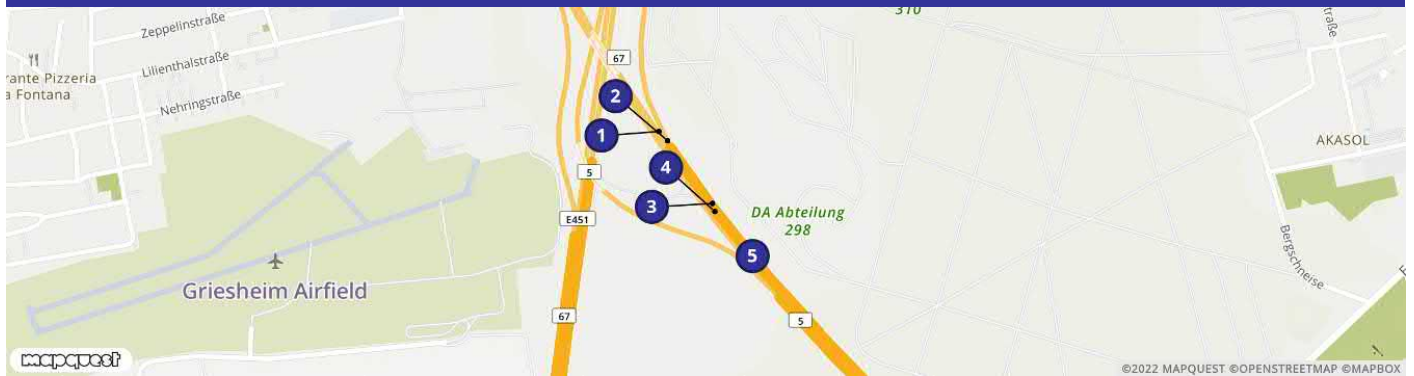 310
Zeppelinstraße
Lilienthalstraße
Nehringstraße
rante Pizzeria
a Fontana
67
2
1
5
4
3
E451
DA Abteilung
298
5
Griesheim Airfield
67
5
straße
AKASOL
Bergschneise
E
mapquest
©2022 MAPQUEST ©OPENSTREETMAP ©MAPBOX